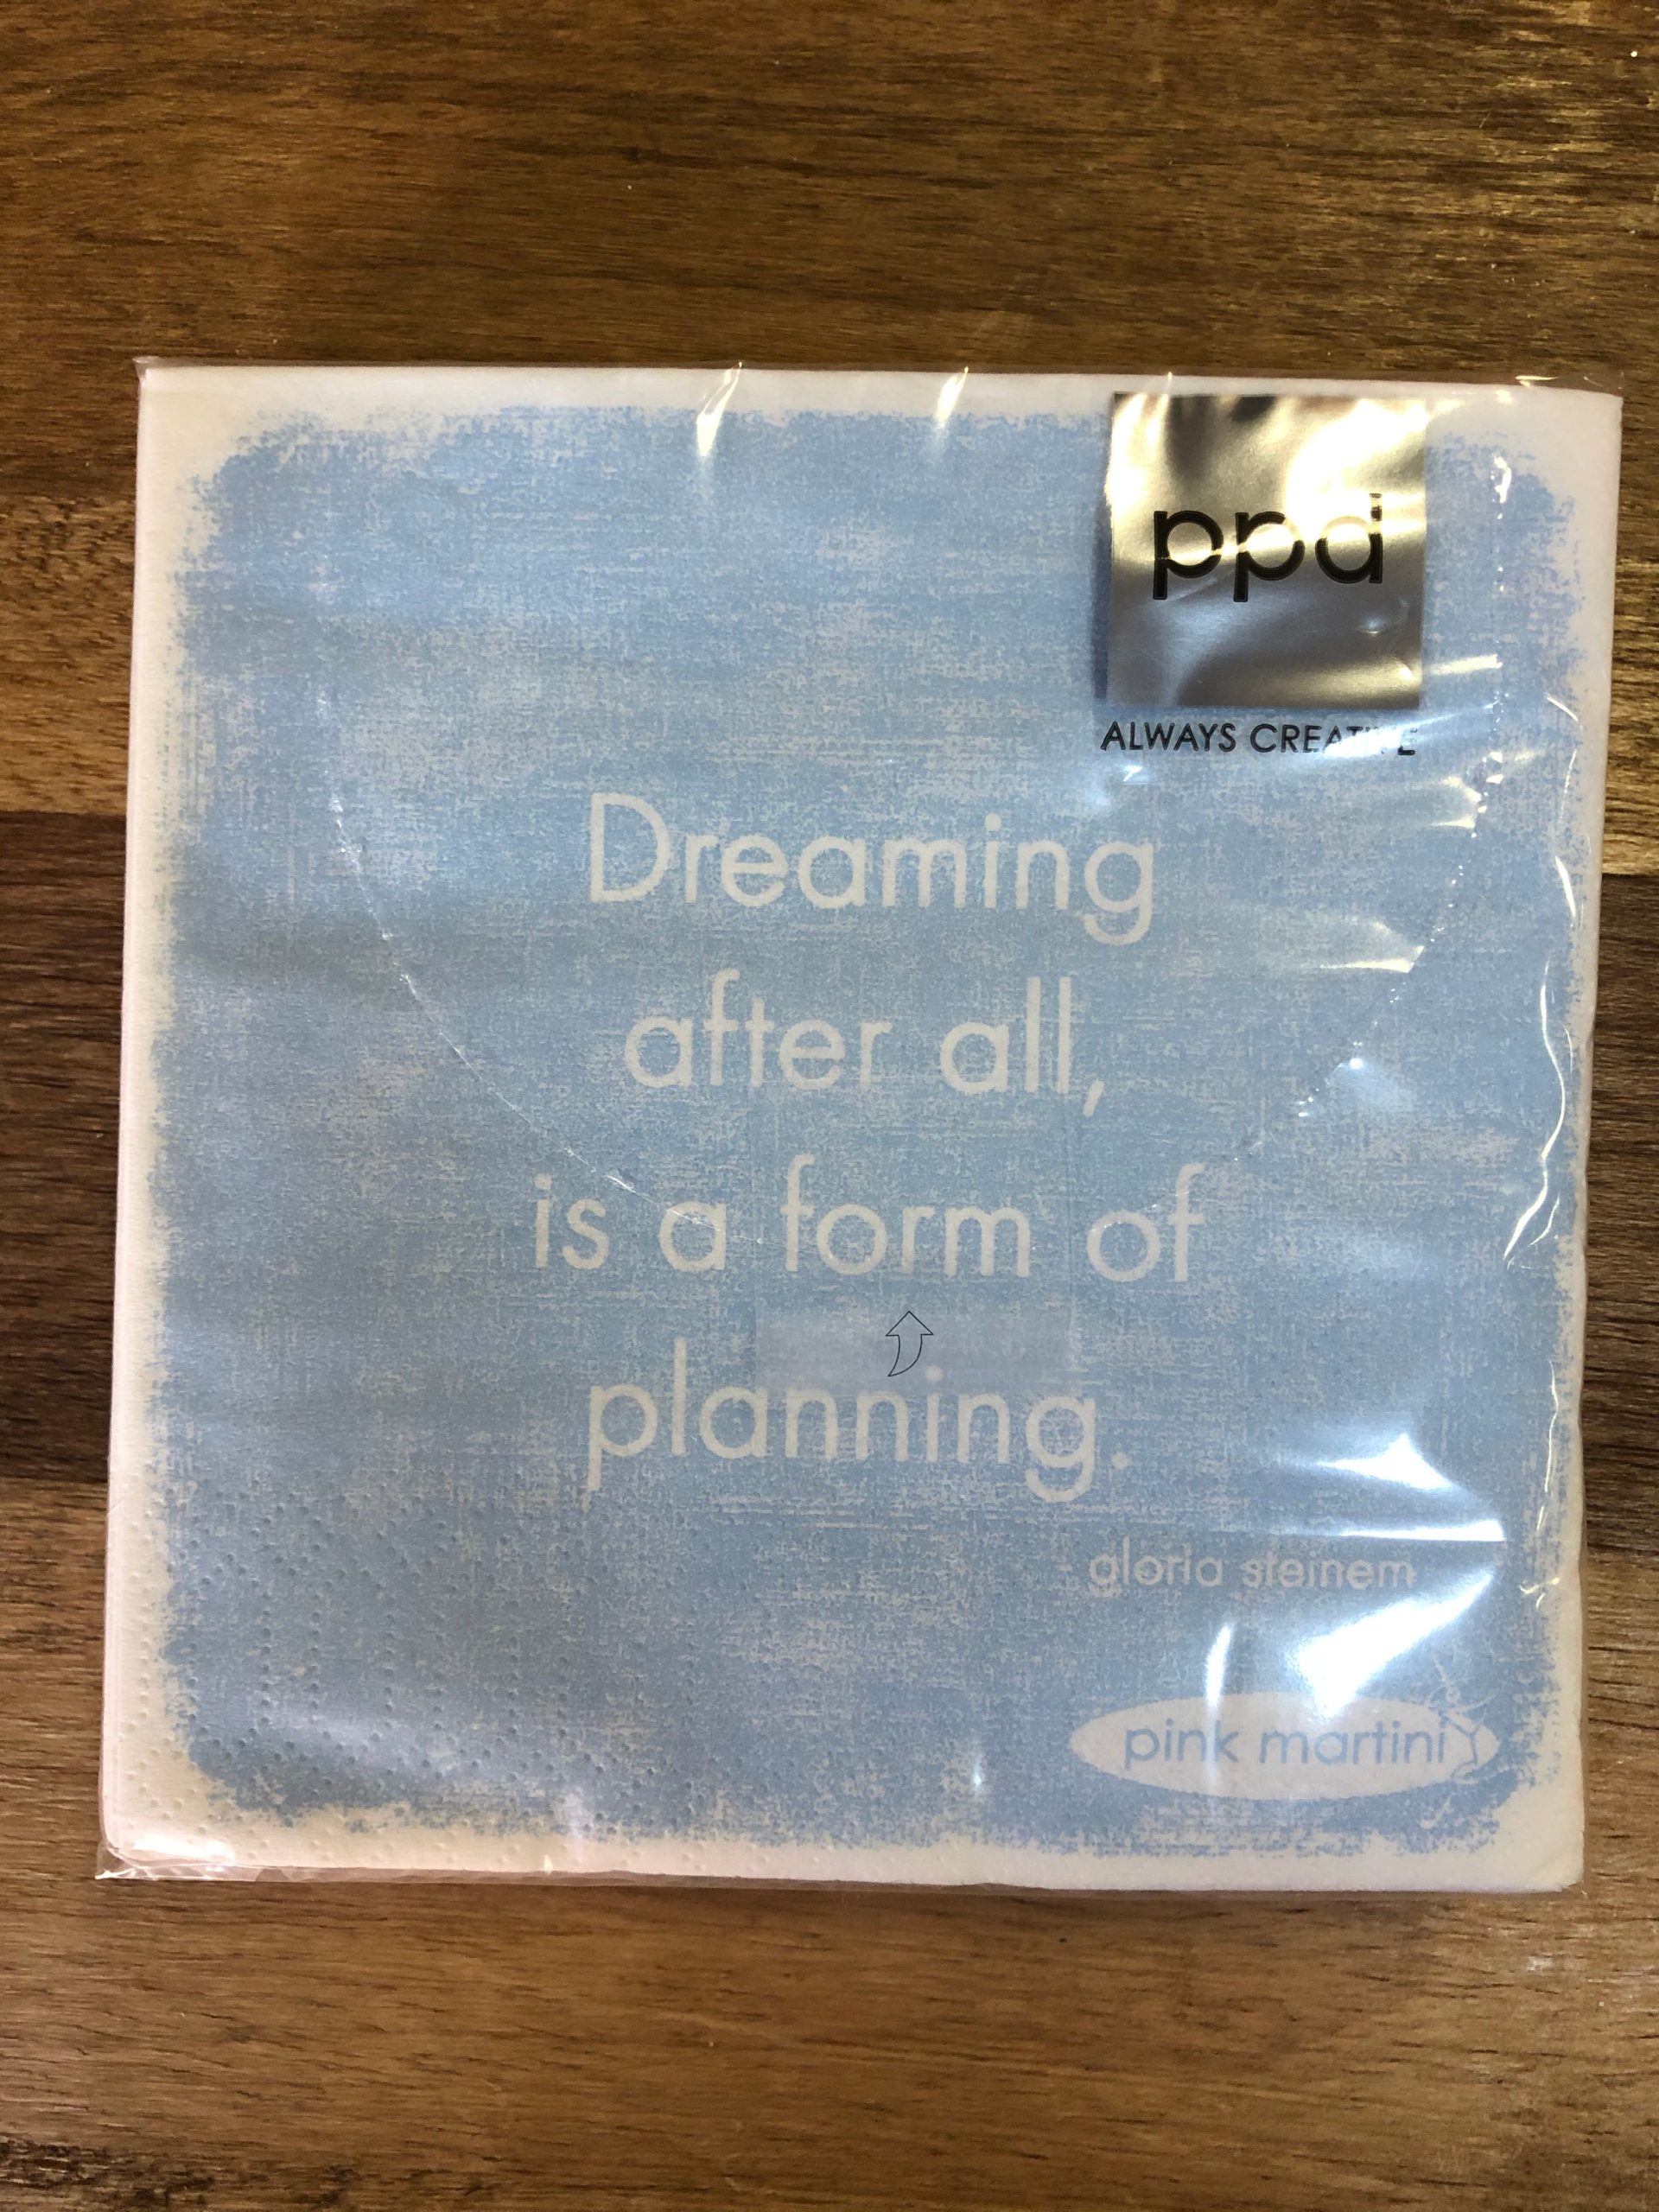 ppd
ALWAYS CREATIVE
Dreaming
after all,
is a form of
planning.
gloria steinem
pink martini